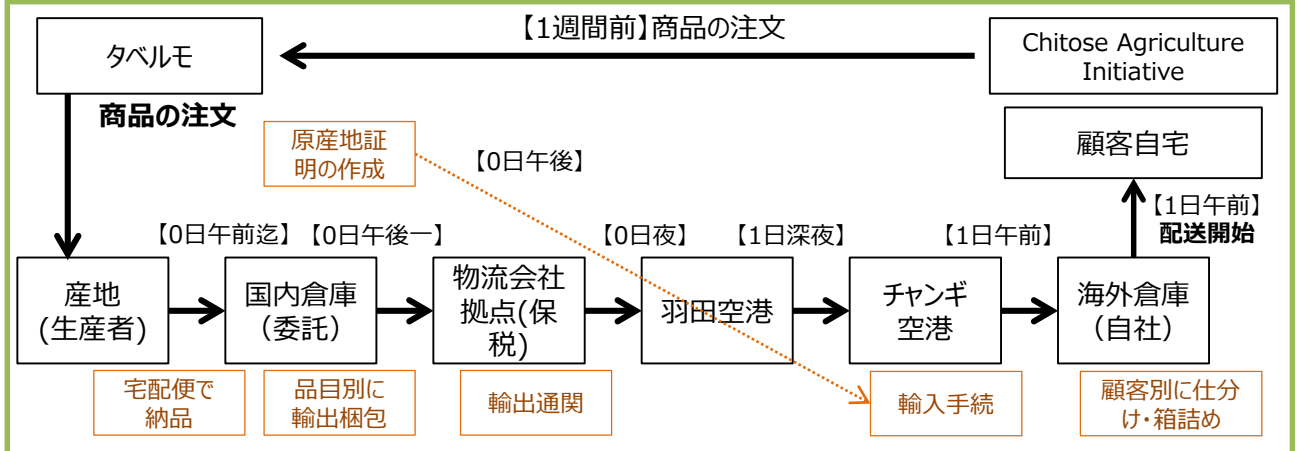 【1週間前】商品の注文
タベルモ
Chitose Agriculture
Initiative
商品の注文
原産地証
明の作成
【0日午後】
顧客自宅
【1日午前】
配送開始
【0日午前迄】
【0日午後一】
【0日夜】
【1日深夜】
【1日午前】
産地
(生産者)
国内倉庫
（委託）
物流会社
拠点(保
税)
羽田空港
チャンギ
空港
海外倉庫
（自社）
宅配便で
納品
品目別に
輸出梱包
輸出通関
輸入手続
顧客別に仕分
け・箱詰め